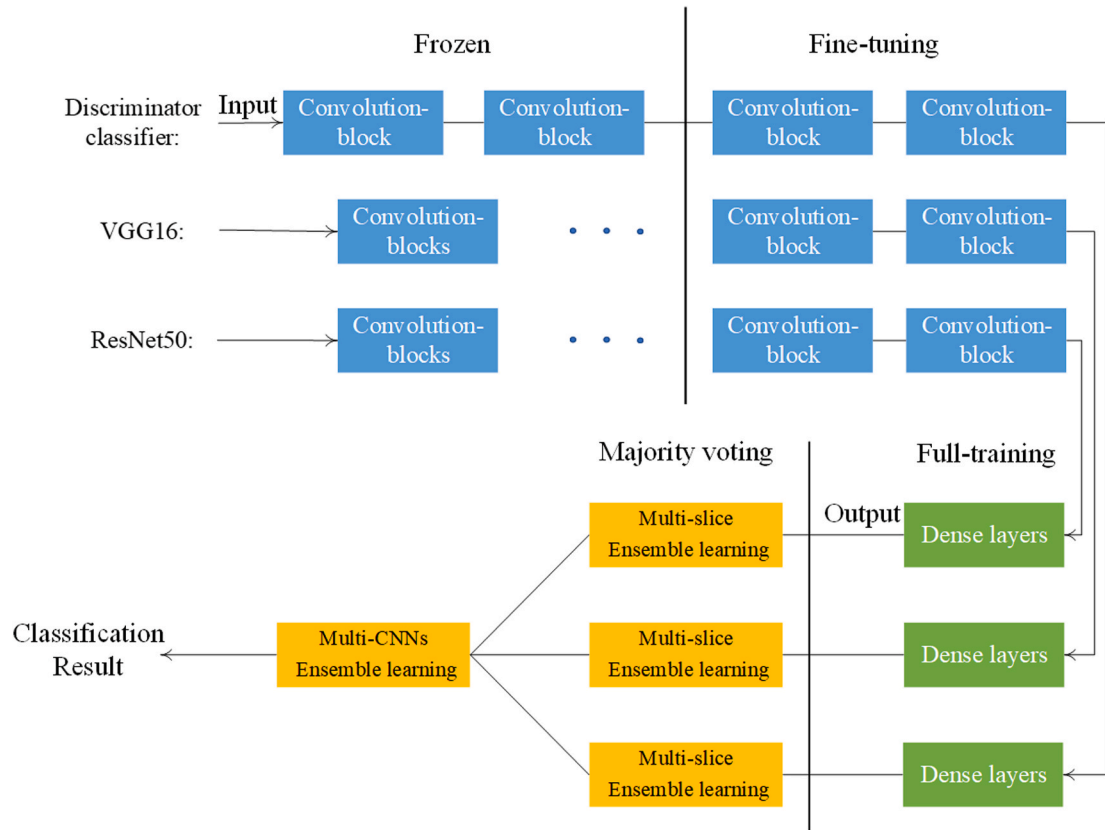 Frozen
Fine-tuning
Discriminator
classifier:
Input
Convolution-
block
Convolution-
block
Convolution-
block
Convolution-
block
VGG16:
Convolution-
blocks
Convolution-
block
Convolution-
block
ResNet50:
Convolution-
blocks
Convolution-
block
Convolution-
block
Majority voting
Full-training
Multi-slice
Ensemble learning
Output
Dense layers
Classification
Result
Multi-CNNs
Ensemble learning
Multi-slice
Ensemble learning
Dense layers
Multi-slice
Ensemble learning
Dense layers